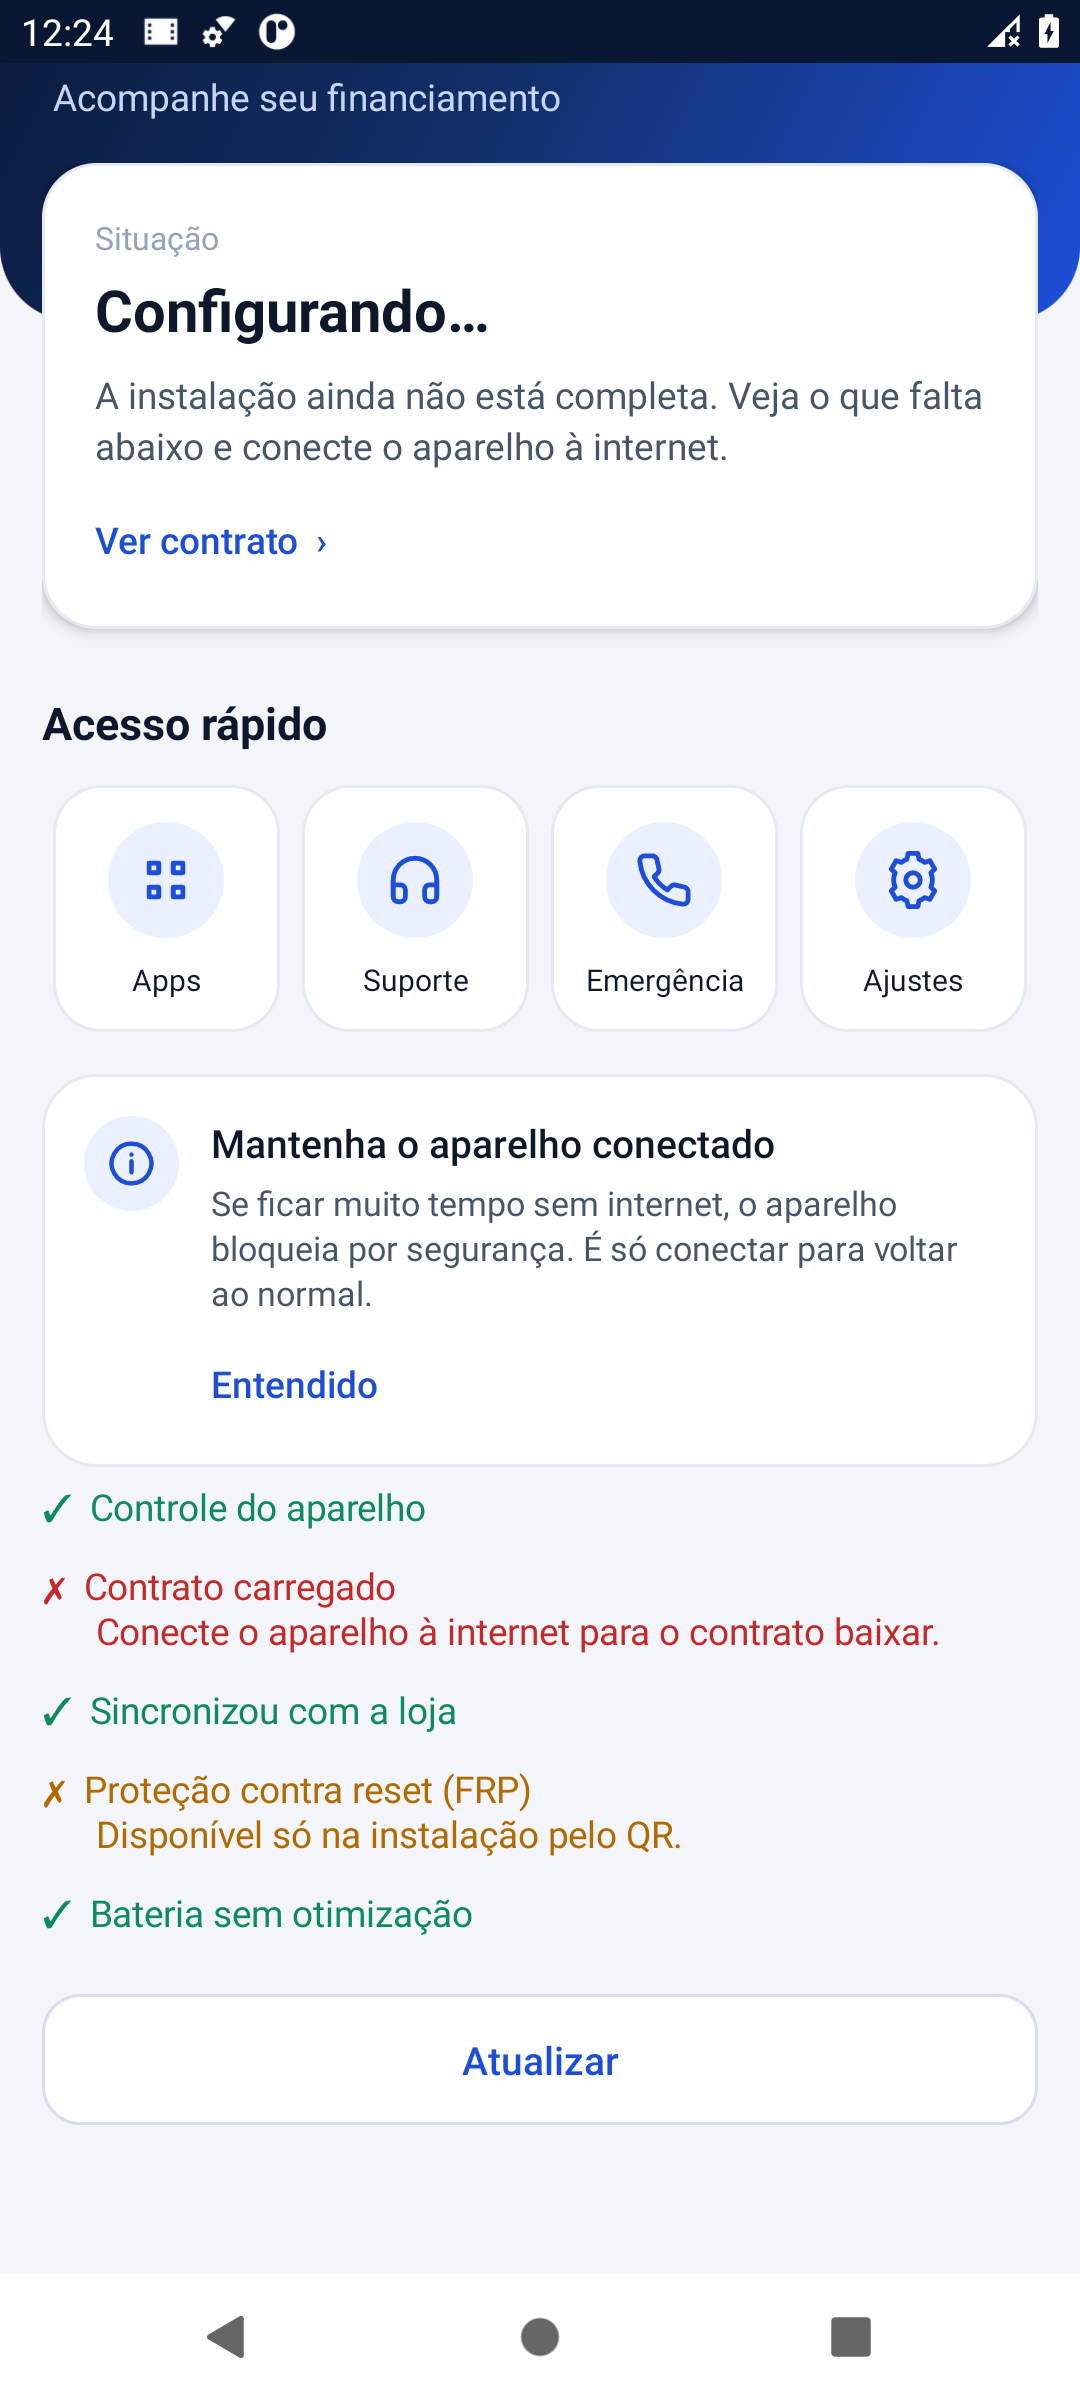 12:24
Acompanhe seu financiamento
Situação
Configurando…
A instalação ainda não está completa. Veja o que falta
abaixo e conecte o aparelho à internet.
Ver contrato ›
Acesso rápido
Apps
Suporte
Emergência
Ajustes
Mantenha o aparelho conectado
Se ficar muito tempo sem internet, o aparelho
bloqueia por segurança. É só conectar para voltar
ao normal.
Entendido
✓ Controle do aparelho
✗ Contrato carregado
Conecte o aparelho à internet para o contrato baixar.
✓ Sincronizou com a loja
✗ Proteção contra reset (FRP)
Disponível só na instalação pelo QR.
✓ Bateria sem otimização
Atualizar